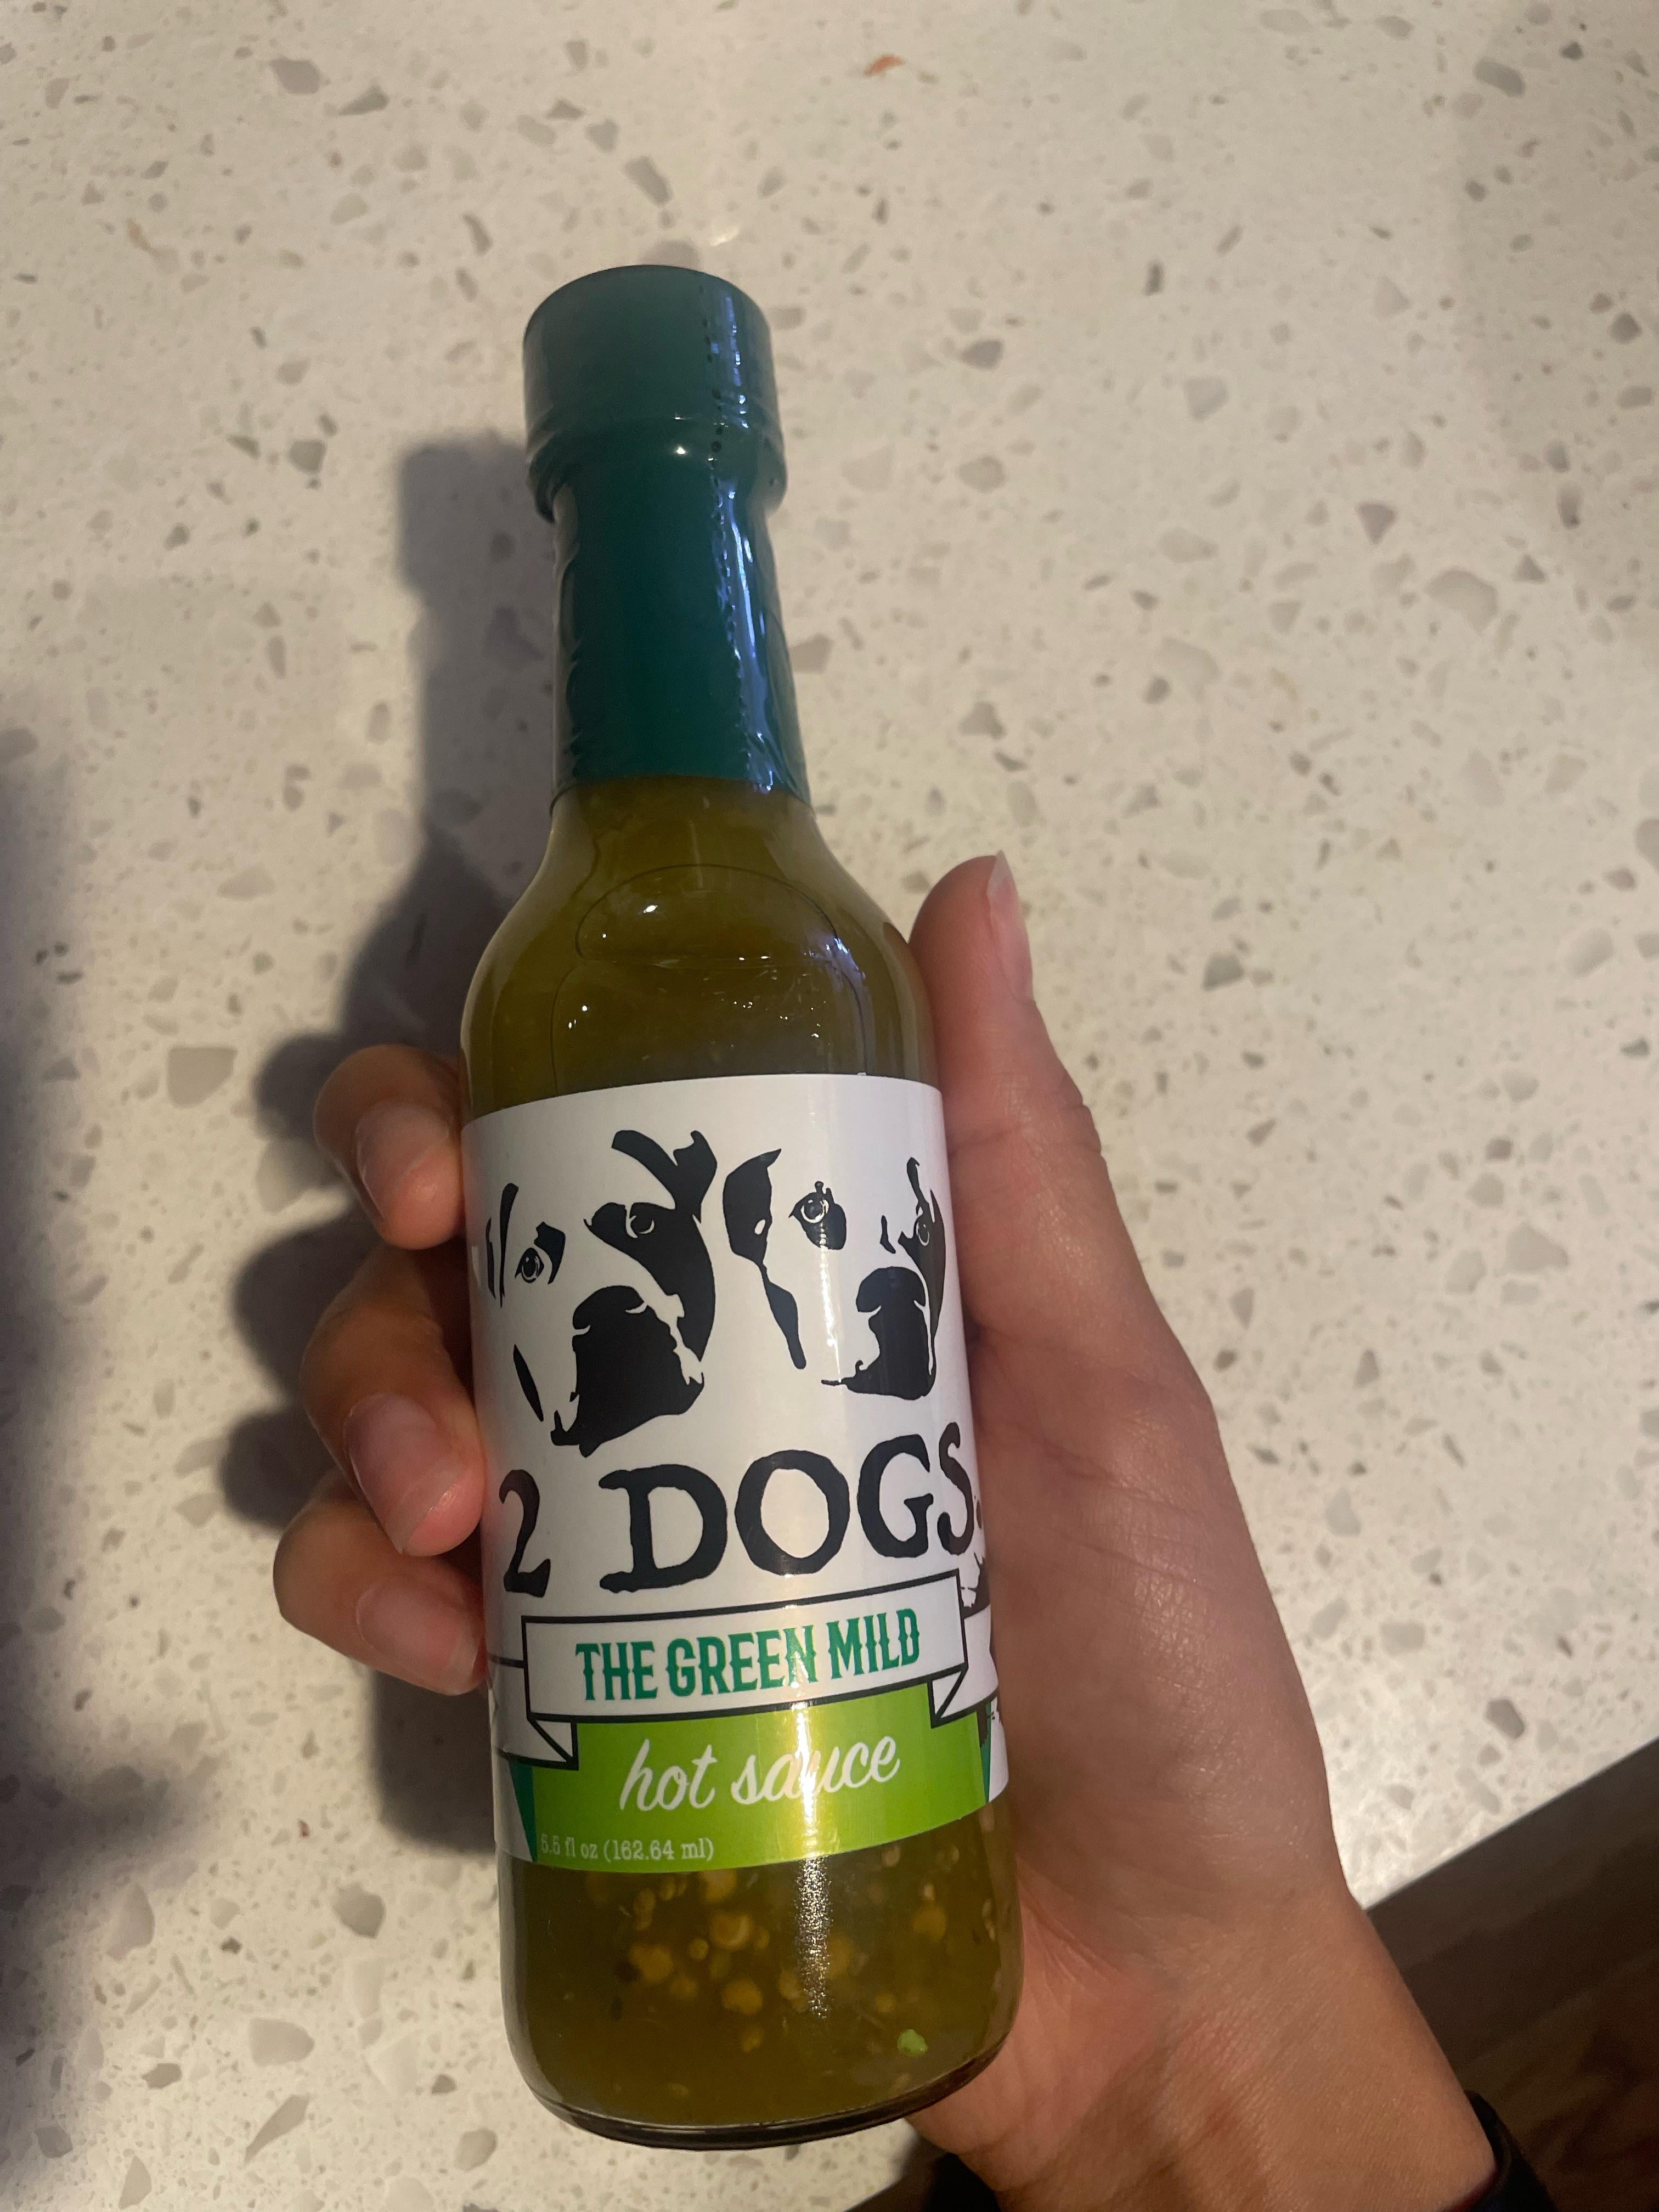 2 DOGS
THE GREEN MILD
hot sauce
5.5 fl oz (162.64 ml)